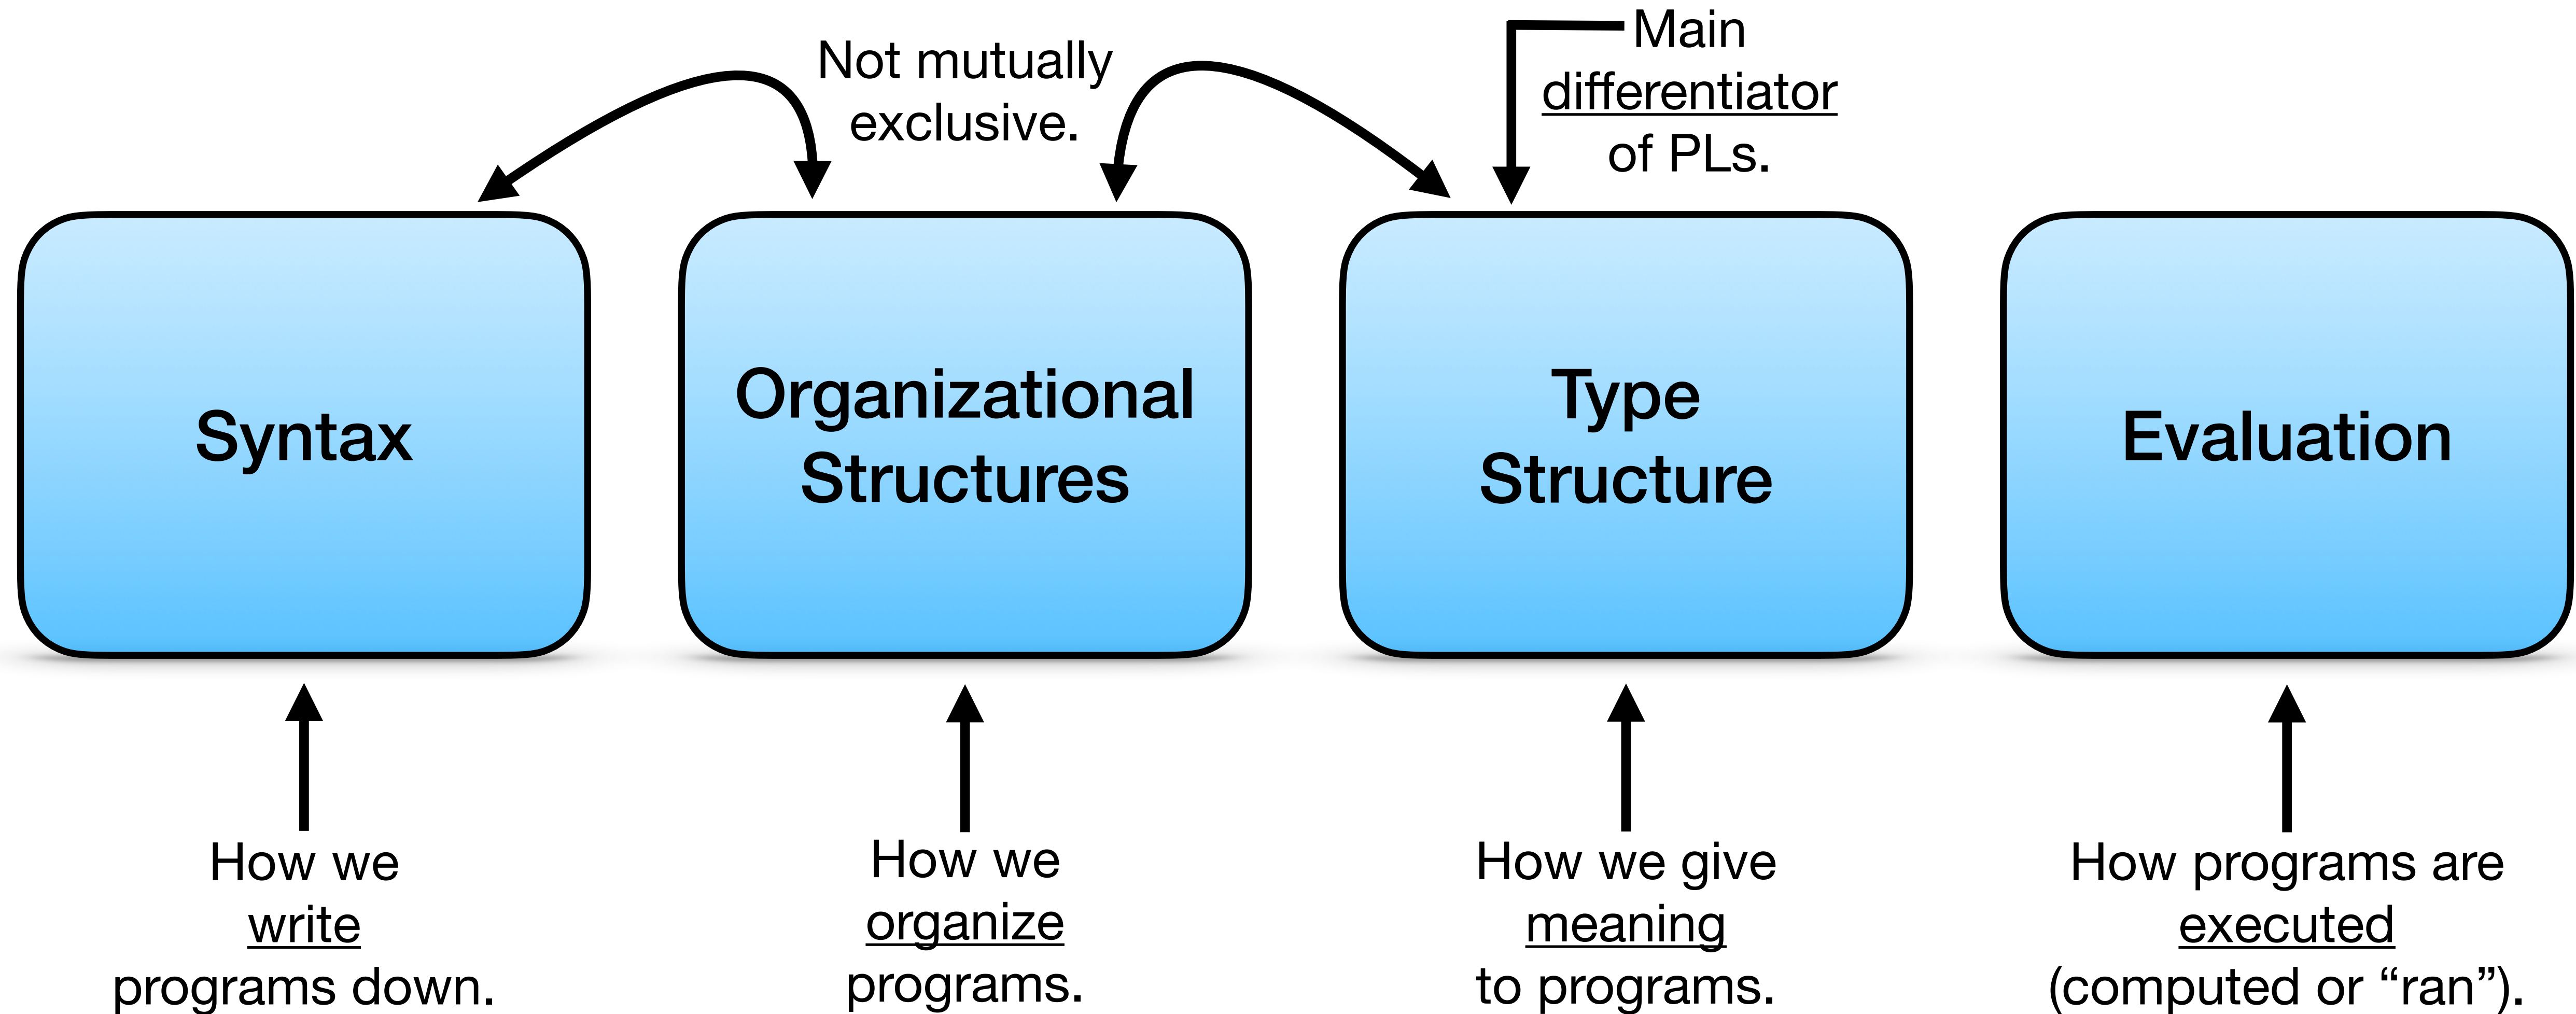 Not mutually
exclusive.
Main
differentiator
of PLs.
Syntax
Organizational
Structures
Type
Structure
Evaluation
How we
write
programs down.
How we
organize
programs.
How we give
meaning
to programs.
How programs are
executed
(computed or “ran”).